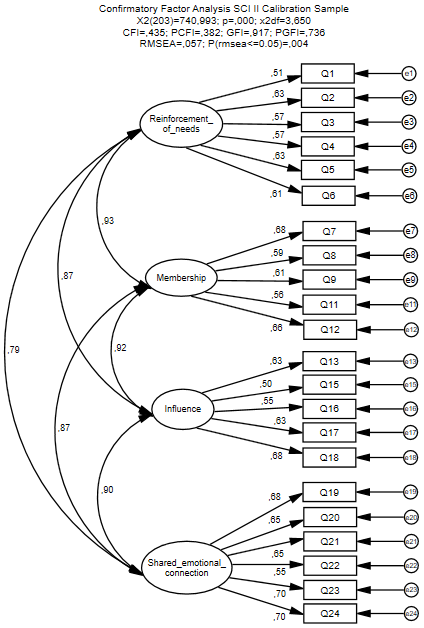 Confirmatory Factor Analysis SCI II Calibration Sample
X2(203)=740,993; p=,000; x2df=3,650
CFI=,435; PCFI=,382; GFI=,917; PGFI=,736
RMSEA=,057; P(rmsea<=0.05)=,004
,51 Q1 e1
,63 Q2 e2
Reinforcement_
of_needs
,57 Q3 e3
,57 Q4 e4
,63 Q5 e5
,61 Q6 e6
,93
,68 Q7 e7
,59 Q8 e8
Membership
,87
,61 Q9 e9
,56 Q11 e11
,66 Q12 e12
,79
,92
,63 Q13 e13
,50 Q15 e15
Influence
,55 Q16 e16
,87
,63 Q17 e17
,68 Q18 e18
,90
,68 Q19 e19
,65 Q20 e20
,65 Q21 e21
Shared_emotional_
connection
,55 Q22 e22
,70 Q23 e23
,70 Q24 e24